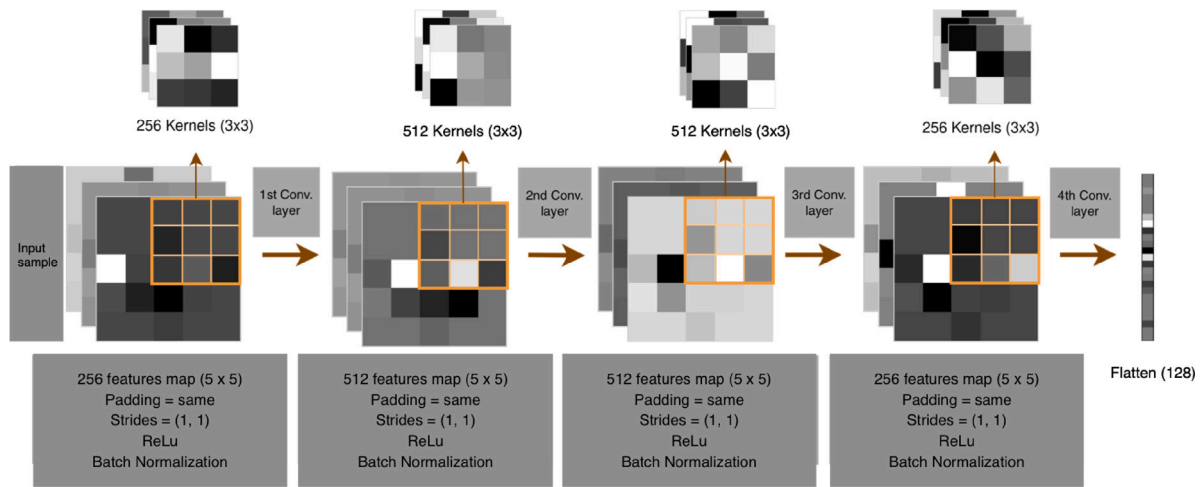 256 Kernels (3x3)
512 Kernels (3x3)
512 Kernels (3x3)
256 Kernels (3x3)
Input
sample
1st Conv.
layer
2nd Conv.
layer
3rd Conv.
layer
4th Conv.
layer
Flatten (128)
256 features map (5 x 5)
Padding = same
Strides = (1, 1)
ReLu
Batch Normalization
512 features map (5 x 5)
Padding = same
Strides = (1, 1)
ReLu
Batch Normalization
512 features map (5 x 5)
Padding = same
Strides = (1, 1)
ReLu
Batch Normalization
256 features map (5 x 5)
Padding = same
Strides = (1, 1)
ReLu
Batch Normalization